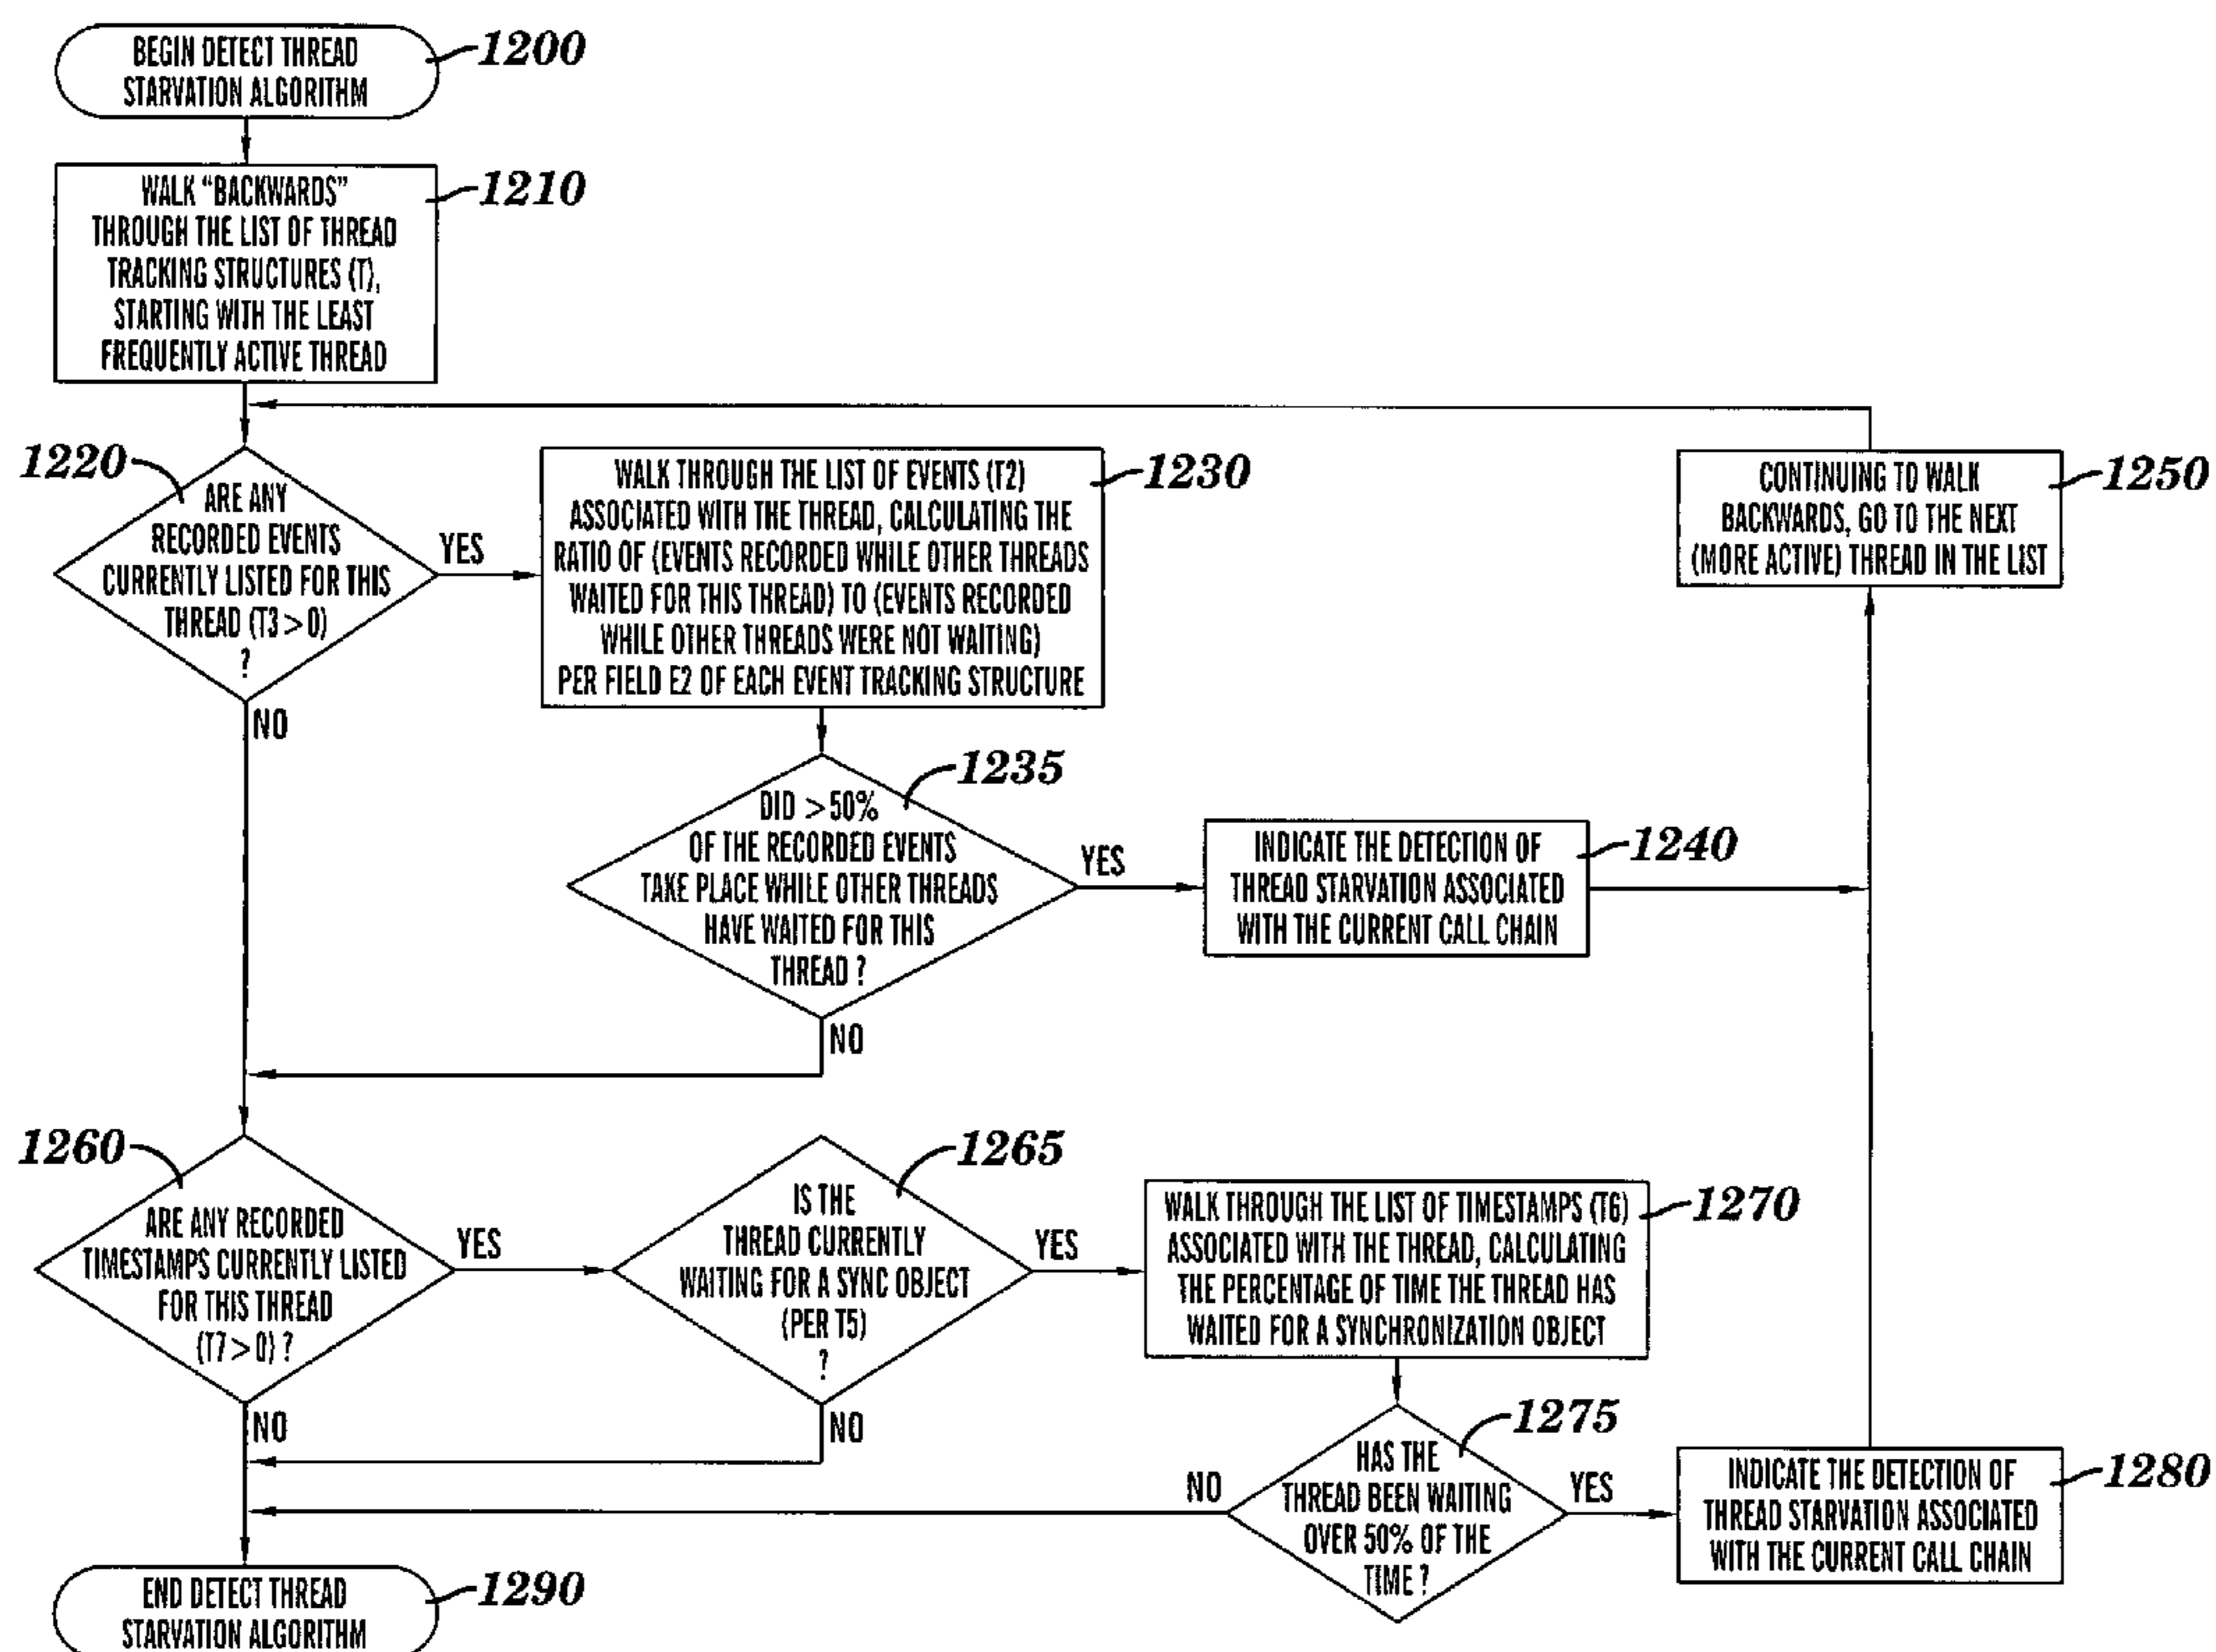 BEGIN DETECT THREAD
STARVATION ALGORITHM
1200
WALK "BACKWARDS"
THROUGH THE LIST OF THREAD
TRACKING STRUCTURES (T),
STARTING WITH THE LEAST
FREQUENTLY ACTIVE THREAD
1210
1220
ARE ANY
RECORDED EVENTS
CURRENTLY LISTED FOR THIS
THREAD (T3 > 0)
?
YES
NO
WALK THROUGH THE LIST OF EVENTS (T2)
ASSOCIATED WITH THE THREAD, CALCULATING THE
RATIO OF (EVENTS RECORDED WHILE OTHER THREADS
WAITED FOR THIS THREAD) TO (EVENTS RECORDED
WHILE OTHER THREADS WERE NOT WAITING)
PER FIELD E2 OF EACH EVENT TRACKING STRUCTURE
1230
CONTINUING TO WALK
BACKWARDS, GO TO THE NEXT
(MORE ACTIVE) THREAD IN THE LIST
1250
1235
DID > 50%
OF THE RECORDED EVENTS
TAKE PLACE WHILE OTHER THREADS
HAVE WAITED FOR THIS
THREAD ?
YES
NO
INDICATE THE DETECTION OF
THREAD STARVATION ASSOCIATED
WITH THE CURRENT CALL CHAIN
1240
1260
ARE ANY RECORDED
TIMESTAMPS CURRENTLY LISTED
FOR THIS THREAD
(T7 > 0) ?
YES
NO
1265
IS THE
THREAD CURRENTLY
WAITING FOR A SYNC OBJECT
(PER T5)
?
YES
NO
WALK THROUGH THE LIST OF TIMESTAMPS (T6)
ASSOCIATED WITH THE THREAD, CALCULATING
THE PERCENTAGE OF TIME THE THREAD HAS
WAITED FOR A SYNCHRONIZATION OBJECT
1270
1275
HAS THE
THREAD BEEN WAITING
OVER 50% OF THE
TIME ?
NO
YES
INDICATE THE DETECTION OF
THREAD STARVATION ASSOCIATED
WITH THE CURRENT CALL CHAIN
1280
END DETECT THREAD
STARVATION ALGORITHM
1290